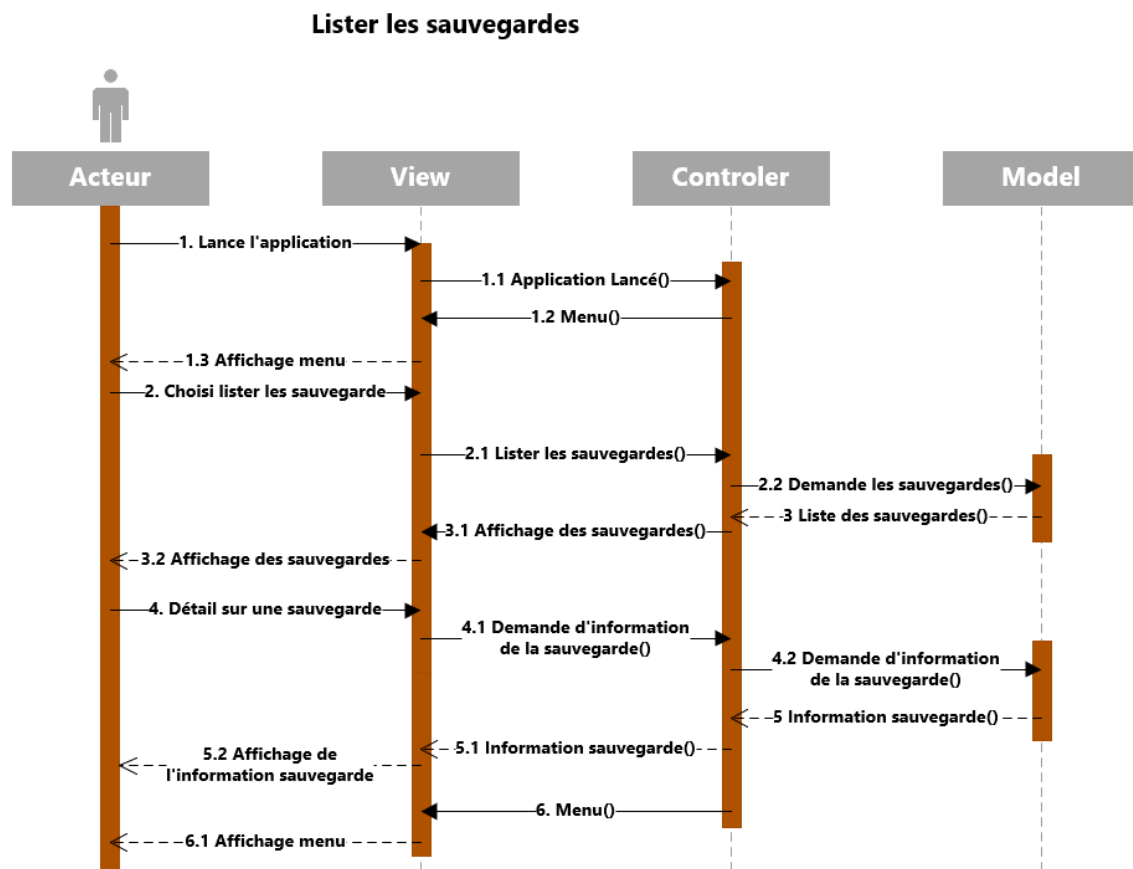 Lister les sauvegardes
Acteur
View
Controler
Model
1. Lance l'application
1.1 Application Lancé()
1.2 Menu()
1.3 Affichage menu
2. Choisi lister les sauvegarde
2.1 Lister les sauvegardes()
2.2 Demande les sauvegardes()
3 Liste des sauvegardes()
3.1 Affichage des sauvegardes()
3.2 Affichage des sauvegardes
4. Détail sur une sauvegarde
4.1 Demande d'information
de la sauvegarde()
4.2 Demande d'information
de la sauvegarde()
5 Information sauvegarde()
5.1 Information sauvegarde()
5.2 Affichage de
l'information sauvegarde
6. Menu()
6.1 Affichage menu